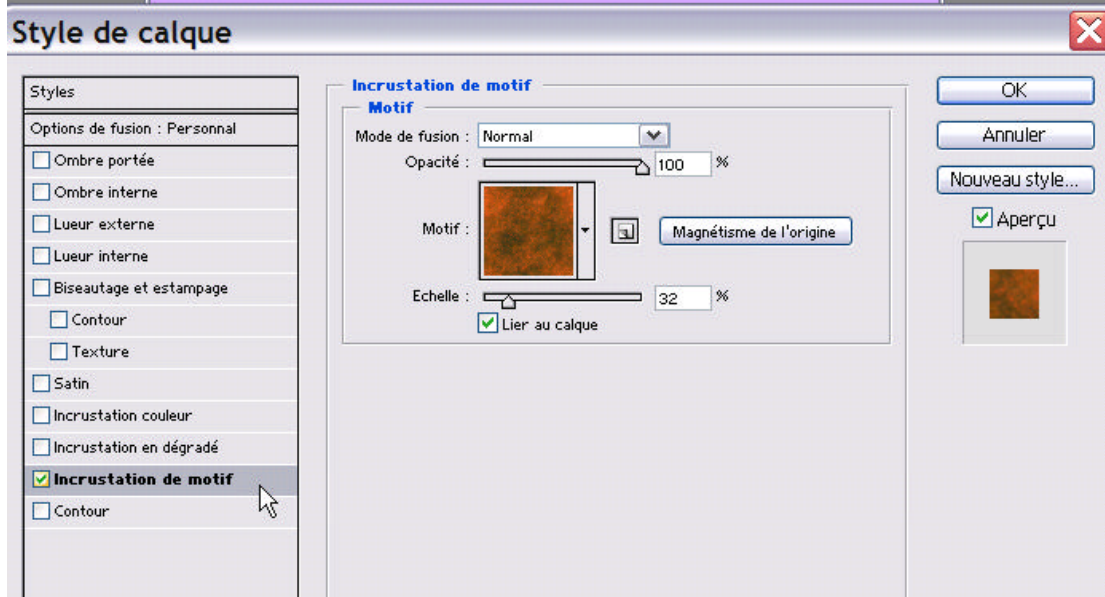 Style de calque
Styles
Options de fusion : Personnal
Ombre portée
Ombre interne
Lueur externe
Lueur interne
Biseautage et estampage
Contour
Texture
Satin
Incrustation couleur
Incrustation en dégradé
Incrustation de motif
Contour
Incrustation de motif
Motif
Mode de fusion : Normal
Opacité : 100 %
Motif : Magnétisme de l'origine
Echelle : 32 %
Lier au calque
OK
Annuler
Nouveau style...
Aperçu